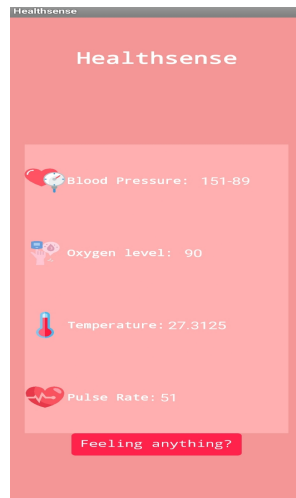 Healthsense
Healthsense
Blood Pressure: 151-89
Oxygen level: 90
Temperature: 27.3125
Pulse Rate: 51
Feeling anything?